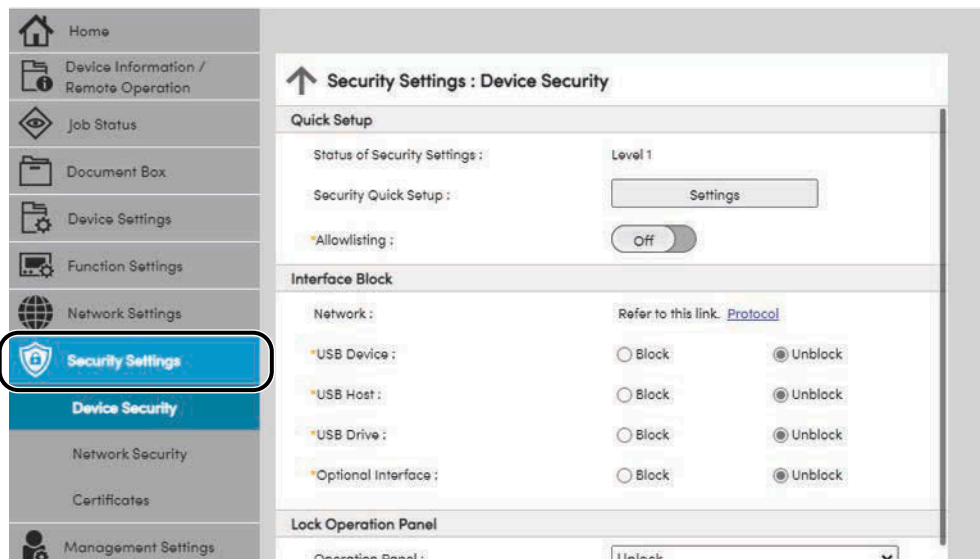 Home
Device Information /
Remote Operation
Job Status
Document Box
Device Settings
Function Settings
Network Settings
Security Settings
Device Security
Network Security
Certificates
Management Settings
Security Settings : Device Security
Quick Setup
Status of Security Settings : Level 1
Security Quick Setup : Settings
*Allowlisting : Off
Interface Block
Network : Refer to this link. Protocol
*USB Device : Block Unblock
*USB Host : Block Unblock
*USB Drive : Block Unblock
*Optional Interface : Block Unblock
Lock Operation Panel
Operation Panel : Unlock